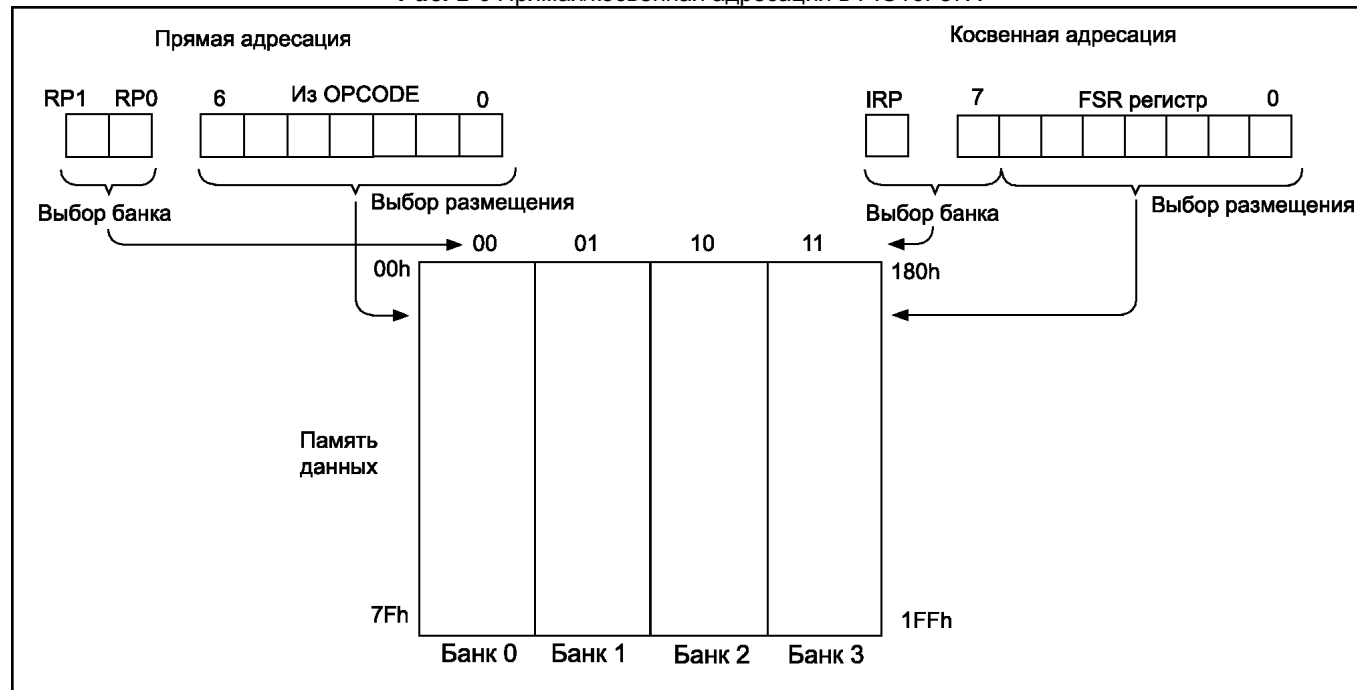 Прямая адресация
Косвенная адресация
RP1 RP0 6 Из OPCODE 0
IRP 7 FSR регистр 0
Выбор банка
Выбор размещения
Выбор банка
Выбор размещения
00 01 10 11
00h
180h
Память
данных
7Fh
1FFh
Банк 0 Банк 1 Банк 2 Банк 3